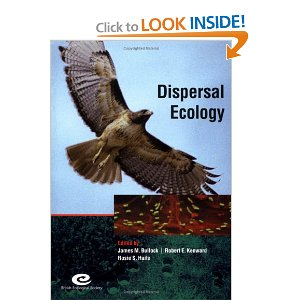 Click to LOOK INSIDE!
Dispersal
Ecology
Edited by
James M. Bullock | Robert E. Kenward
Rosie S. Hails
British Ecological Society